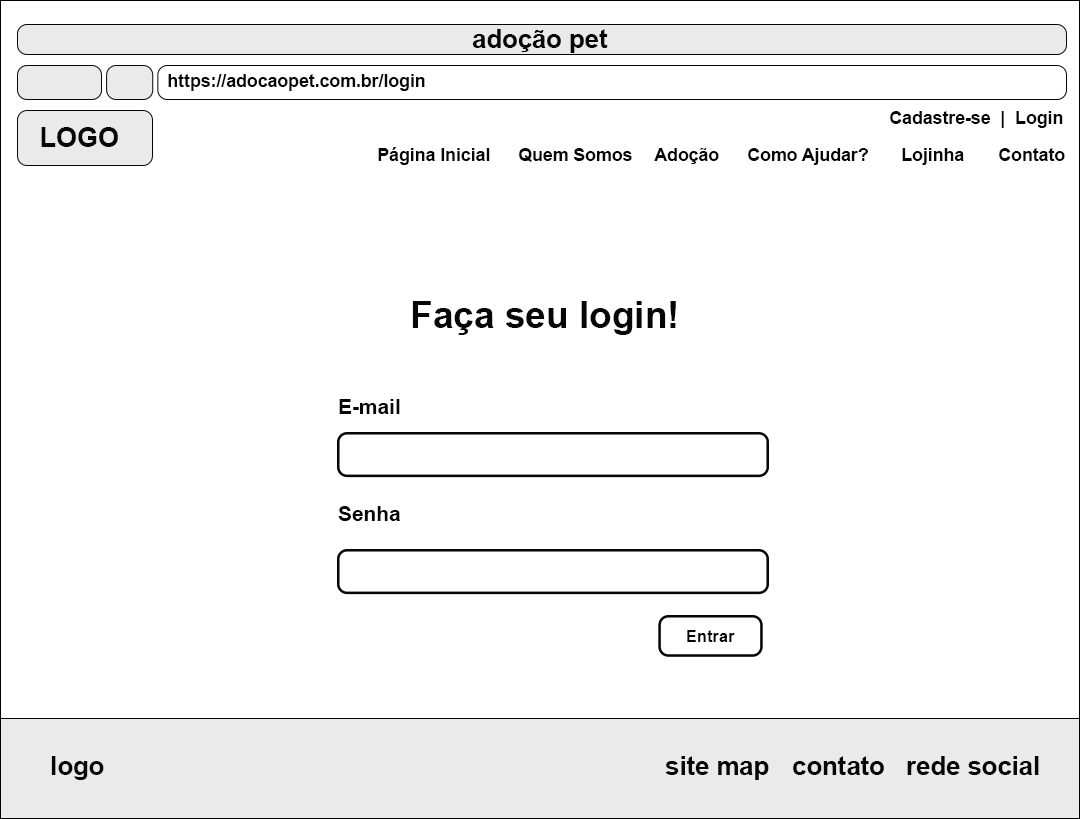 adoção pet
https://adocaopet.com.br/login
LOGO
Cadastre-se | Login
Página Inicial Quem Somos Adoção Como Ajudar? Lojinha Contato
Faça seu login!
E-mail
Senha
Entrar
logo site map contato rede social